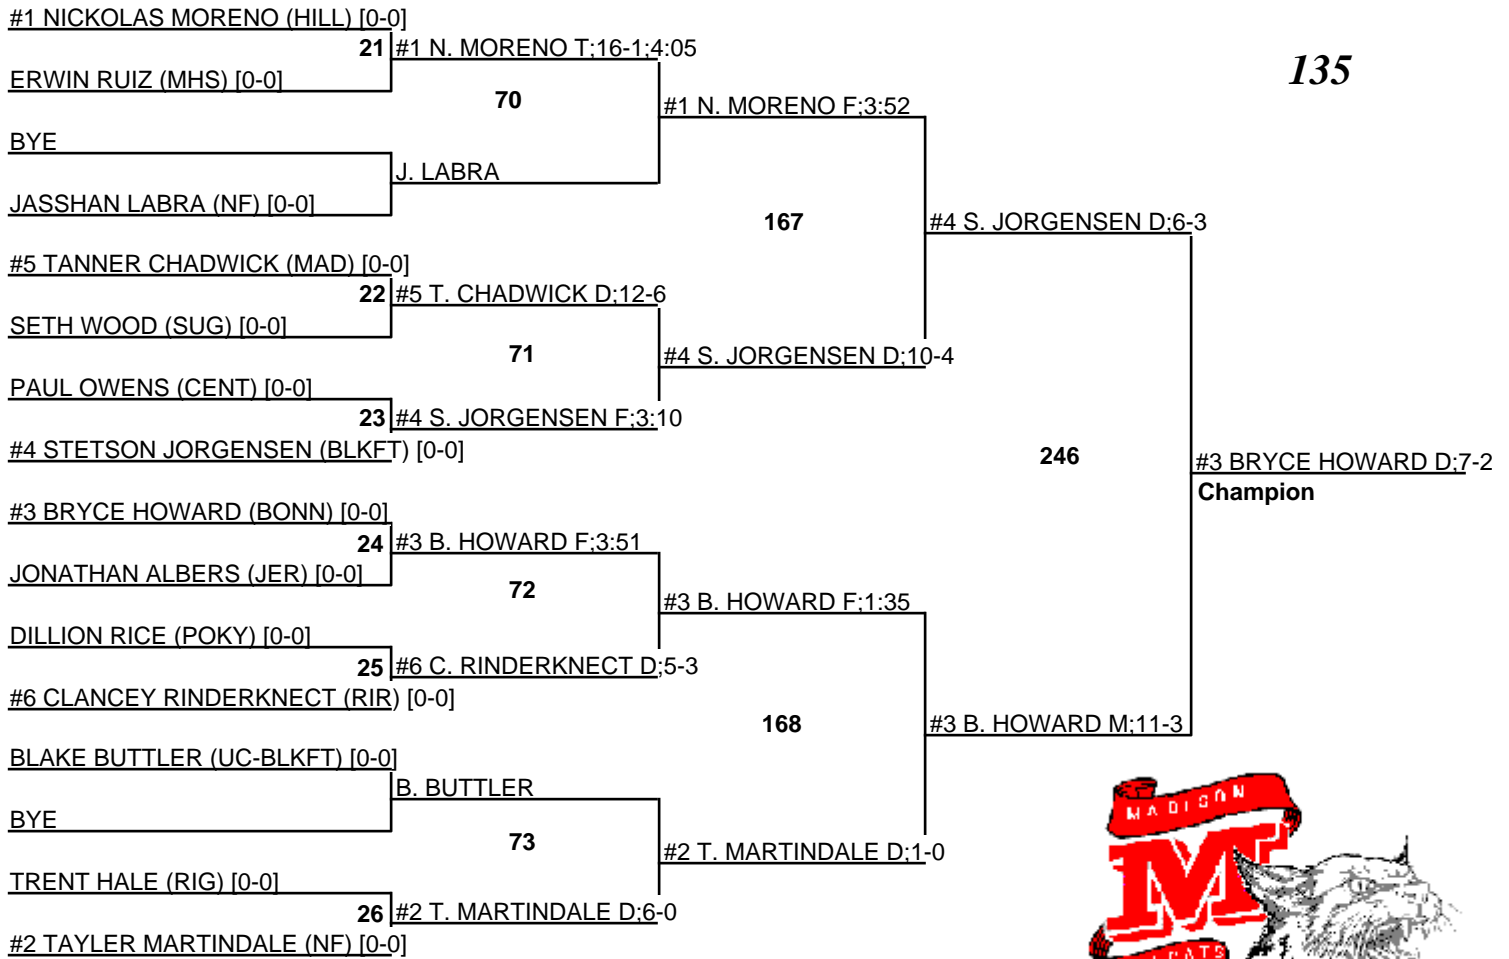 #1 NICKOLAS MORENO (HILL) [0-0]
21 #1 N. MORENO T;16-1;4:05
135
ERWIN RUIZ (MHS) [0-0]
70
#1 N. MORENO F;3:52
BYE
J. LABRA
JASSHAN LABRA (NF) [0-0]
167
#4 S. JORGENSEN D;6-3
#5 TANNER CHADWICK (MAD) [0-0]
22 #5 T. CHADWICK D;12-6
SETH WOOD (SUG) [0-0]
71
#4 S. JORGENSEN D;10-4
PAUL OWENS (CENT) [0-0]
23 #4 S. JORGENSEN F;3:10
#4 STETSON JORGENSEN (BLKFT) [0-0]
246
#3 BRYCE HOWARD D;7-2
Champion
#3 BRYCE HOWARD (BONN) [0-0]
24 #3 B. HOWARD F;3:51
JONATHAN ALBERS (JER) [0-0]
72
#3 B. HOWARD F;1:35
DILLION RICE (POKY) [0-0]
25 #6 C. RINDERKNECT D;5-3
#6 CLANCEY RINDERKNECT (RIR) [0-0]
168
#3 B. HOWARD M;11-3
BLAKE BUTTLER (UC-BLKFT) [0-0]
B. BUTTLER
BYE
73
#2 T. MARTINDALE D;1-0
TRENT HALE (RIG) [0-0]
26 #2 T. MARTINDALE D;6-0
#2 TAYLER MARTINDALE (NF) [0-0]
MADISON
M